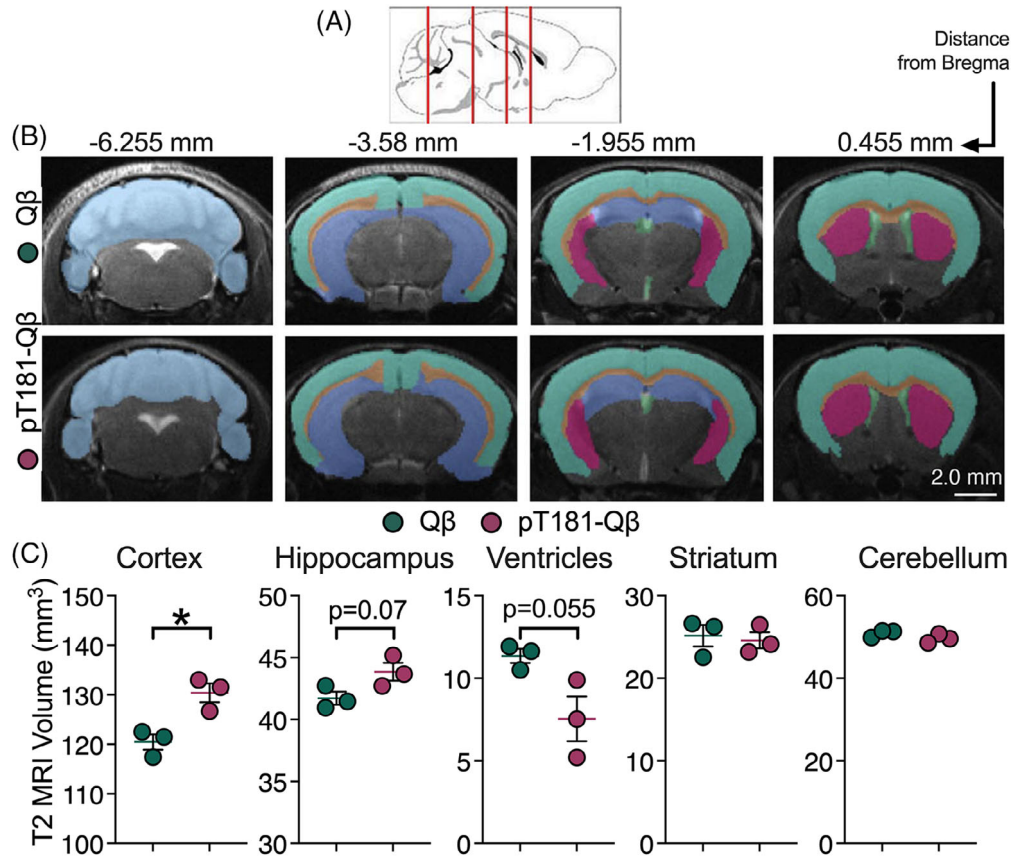 (A)
Distance
from Bregma
(B)
-6.255 mm -3.58 mm -1.955 mm 0.455 mm
Qβ
pT181-Qβ
2.0 mm
Qβ pT181-Qβ
(C)
Cortex Hippocampus Ventricles Striatum Cerebellum
T2 MRI Volume (mm³)
150
140
130
120
110
100
*
50
45
40
35
30
p=0.07
15
10
5
0
p=0.055
30
20
10
0
60
40
20
0